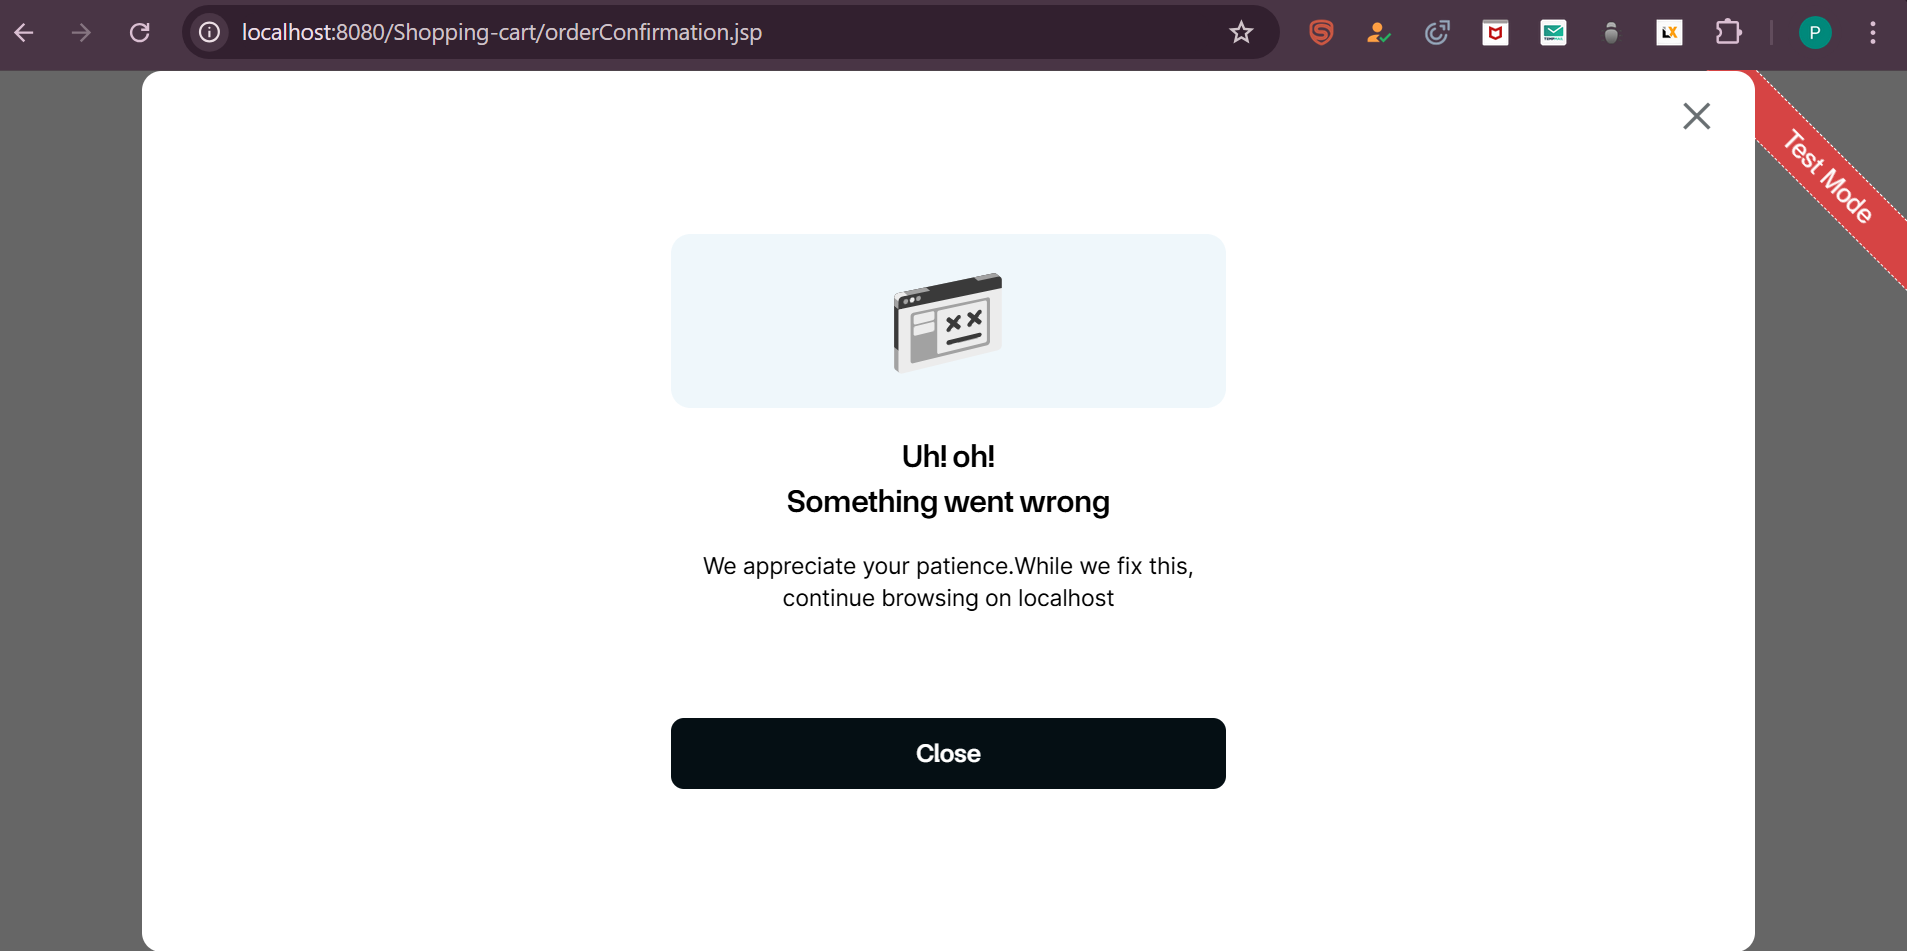 localhost:8080/Shopping-cart/orderConfirmation.jsp
P
Test Mode
Uh! oh!
Something went wrong
We appreciate your patience.While we fix this,
continue browsing on localhost
Close